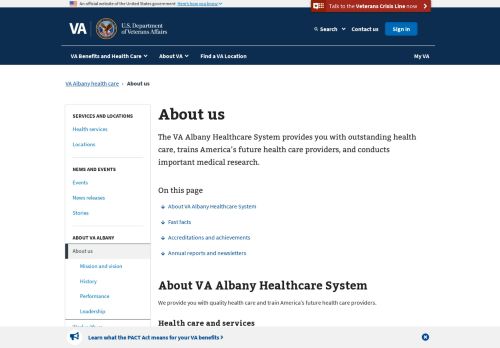 An official website of the United States government Here's how you know
Talk to the Veterans Crisis Line now
VA
U.S. Department
of Veterans Affairs
Search
Contact us
Sign in
VA Benefits and Health Care
About VA
Find a VA Location
My VA
VA Albany health care › About us
SERVICES AND LOCATIONS
Health services
Locations
NEWS AND EVENTS
Events
News releases
Stories
ABOUT VA ALBANY
About us
Mission and vision
History
Performance
Leadership
About us
The VA Albany Healthcare System provides you with outstanding health
care, trains America's future health care providers, and conducts
important medical research.
On this page
About VA Albany Healthcare System
Fast facts
Accreditations and achievements
Annual reports and newsletters
About VA Albany Healthcare System
We provide you with quality health care and train America's future health care providers.
Health care and services
Learn what the PACT Act means for your VA benefits